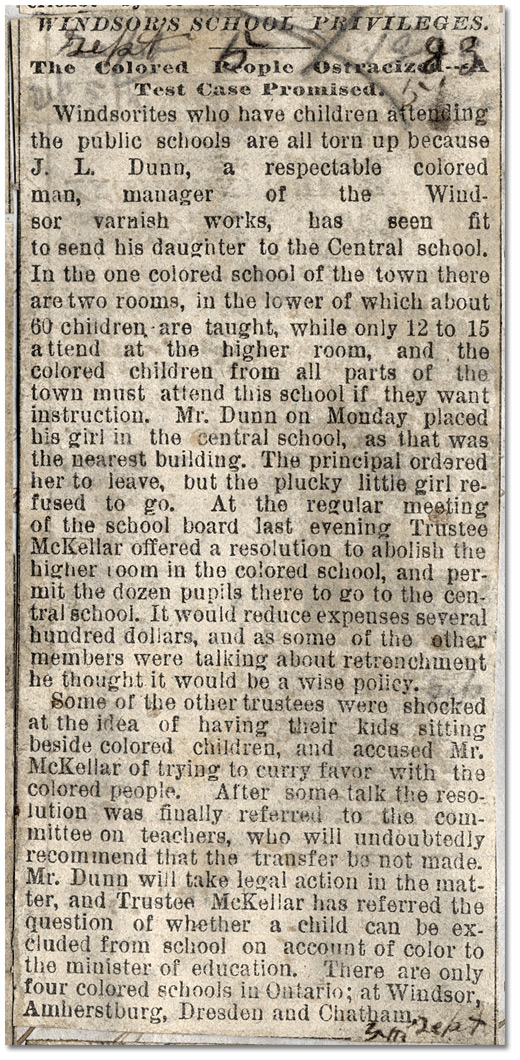 WINDSOR'S SCHOOL PRIVILEGES.
Sept 5
The Colored People Ostracized—A
Test Case Promised.
Windsorites who have children attending
the public schools are all torn up because
J. L. Dunn, a respectable colored
man, manager of the Wind-
sor varnish works, has seen fit
to send his daughter to the Central school.
In the one colored school of the town there
are two rooms, in the lower of which about
60 children are taught, while only 12 to 15
attend at the higher room, and the
colored children from all parts of the
town must attend this school if they want
instruction. Mr. Dunn on Monday placed
his girl in the central school, as that was
the nearest building. The principal ordered
her to leave, but the plucky little girl re-
fused to go. At the regular meeting
of the school board last evening Trustee
McKellar offered a resolution to abolish the
higher room in the colored school, and per-
mit the dozen pupils there to go to the cen-
tral school. It would reduce expenses several
hundred dollars, and as some of the other
members were talking about retrenchment
he thought it would be a wise policy.
Some of the other trustees were shocked
at the idea of having their kids sitting
beside colored children, and accused Mr.
McKellar of trying to curry favor with the
colored people. After some talk the reso-
lution was finally referred to the com-
mittee on teachers, who will undoubtedly
recommend that the transfer be not made.
Mr. Dunn will take legal action in the mat-
ter, and Trustee McKellar has referred the
question of whether a child can be ex-
cluded from school on account of color to
the minister of education. There are only
four colored schools in Ontario; at Windsor,
Amherstburg, Dresden and Chatham.
Sept